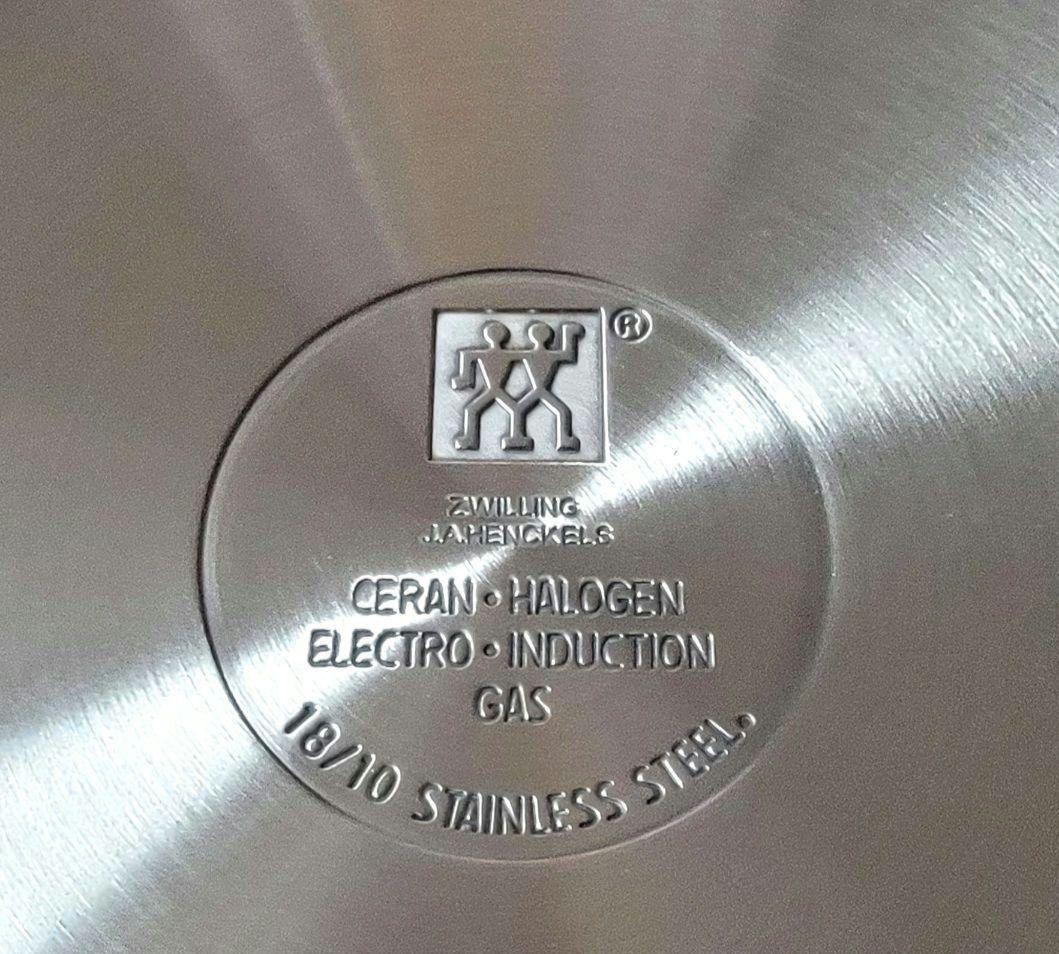 ®
ZWILLING
J.A.HENCKELS
CERAN • HALOGEN
ELECTRO • INDUCTION
GAS
18/10 STAINLESS STEEL.